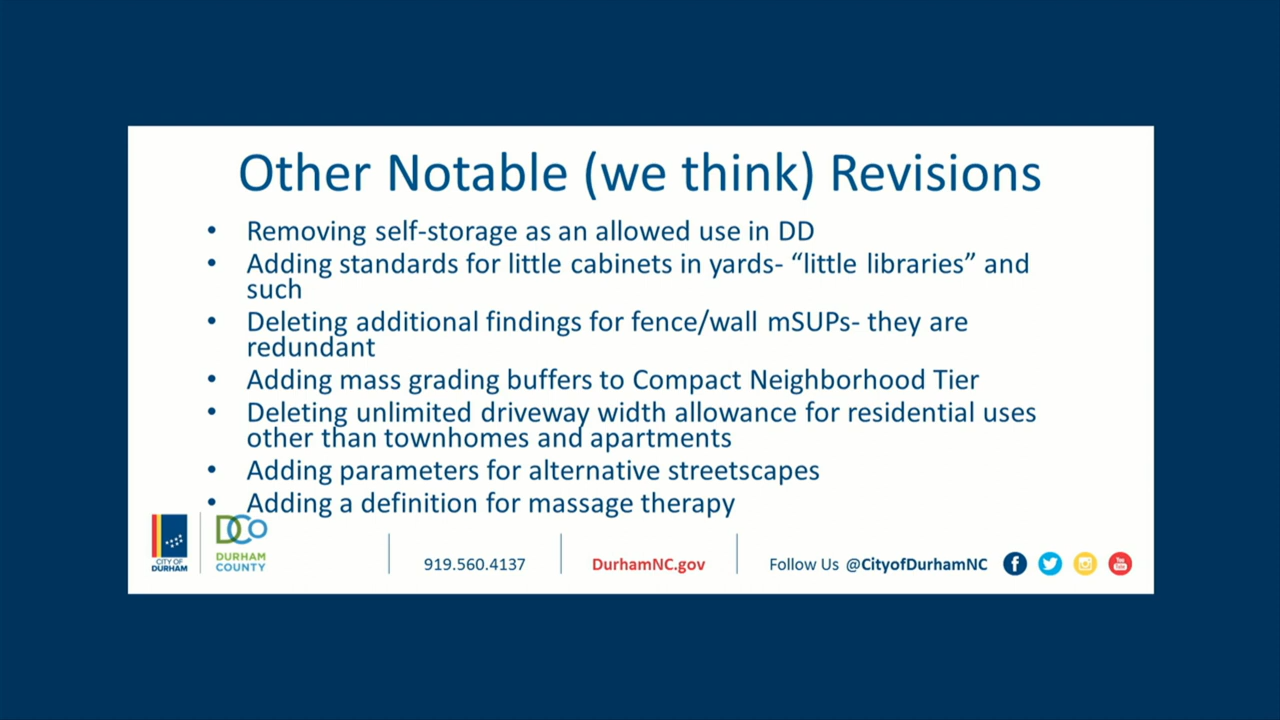 Other Notable (we think) Revisions
• Removing self-storage as an allowed use in DD
• Adding standards for little cabinets in yards- “little libraries” and
such
• Deleting additional findings for fence/wall mSUPs- they are
redundant
• Adding mass grading buffers to Compact Neighborhood Tier
• Deleting unlimited driveway width allowance for residential uses
other than townhomes and apartments
• Adding parameters for alternative streetscapes
• Adding a definition for massage therapy
CITY OF
DURHAM
DCo
DURHAM
COUNTY
919.560.4137
DurhamNC.gov
Follow Us @CityofDurhamNC